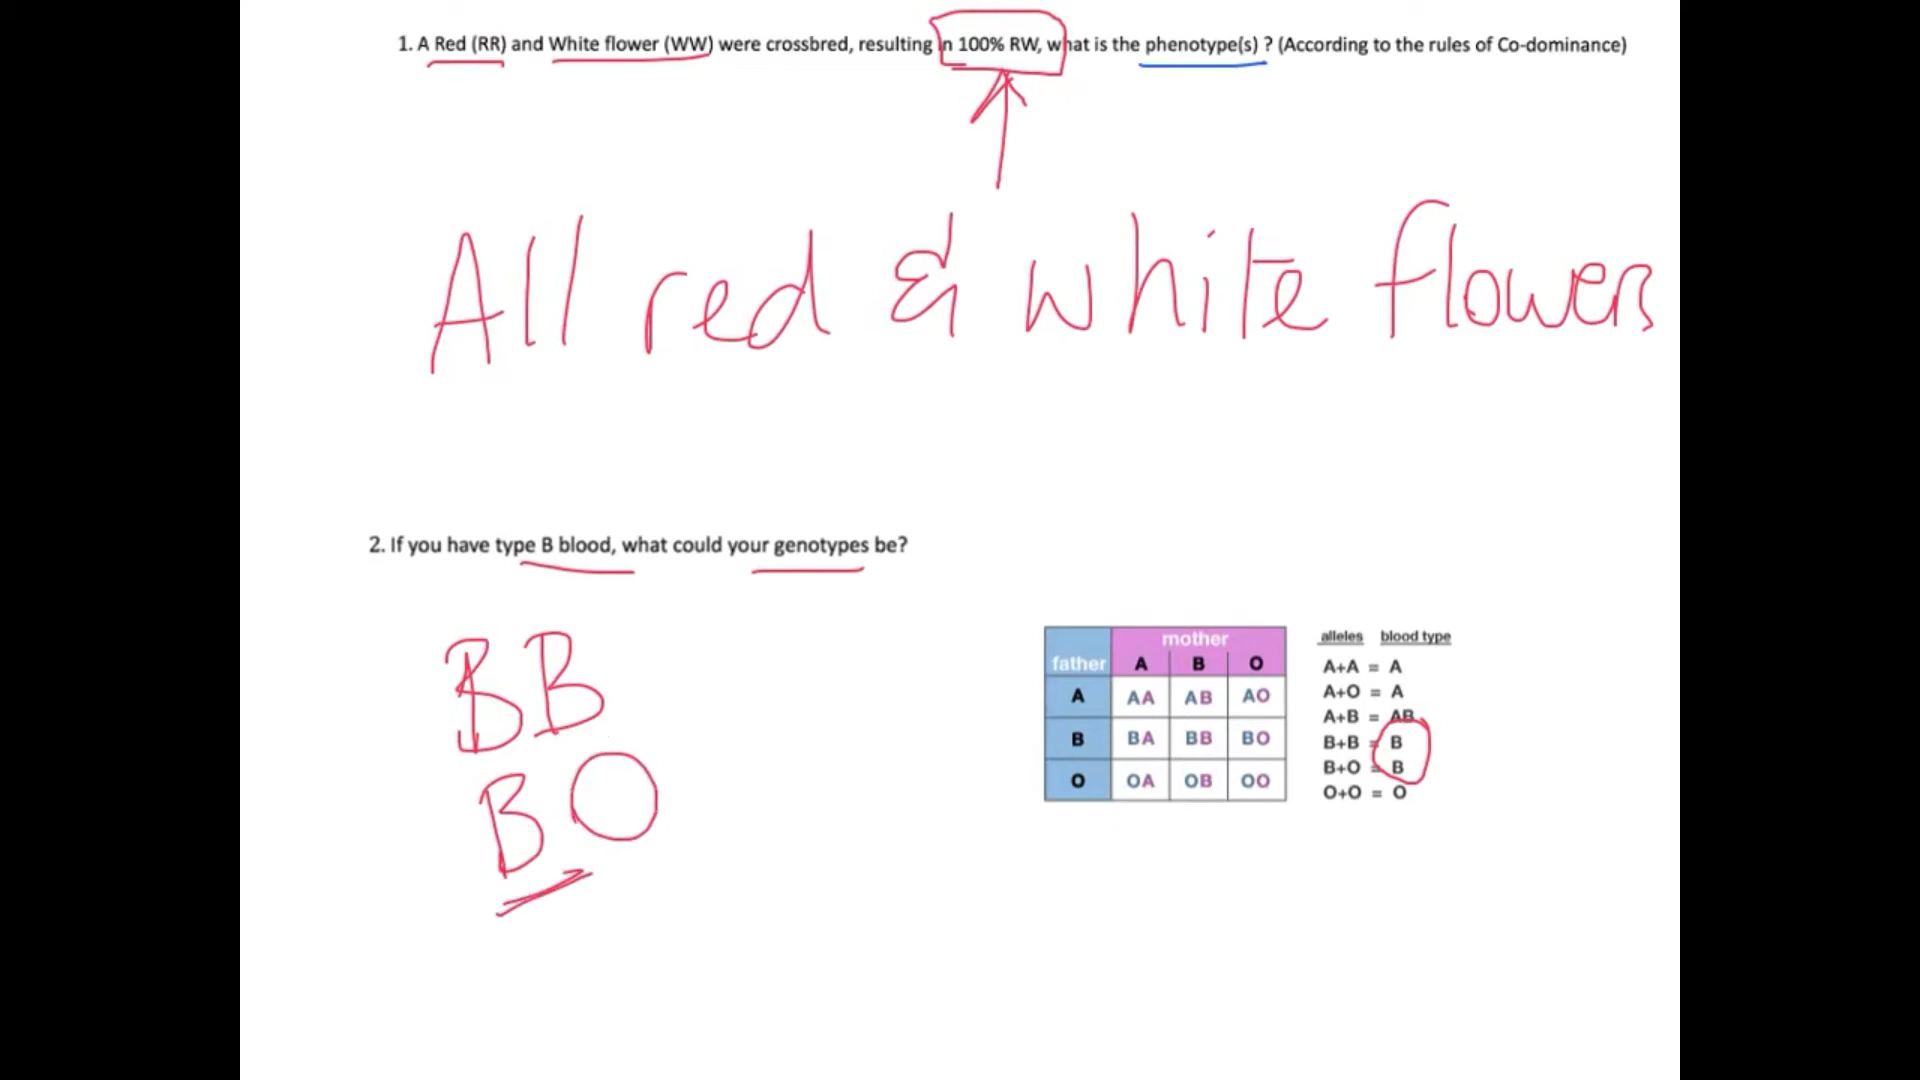 1. A Red (RR) and White flower (WW) were crossbred, resulting in 100% RW, what is the phenotype(s) ? (According to the rules of Co-dominance)
All red & white flowers
2. If you have type B blood, what could your genotypes be?
BB
BO
mother
father A B O
A AA AB AO
B BA BB BO
O OA OB OO
alleles blood type
A+A = A
A+O = A
A+B = AB
B+B = B
B+O = B
O+O = O